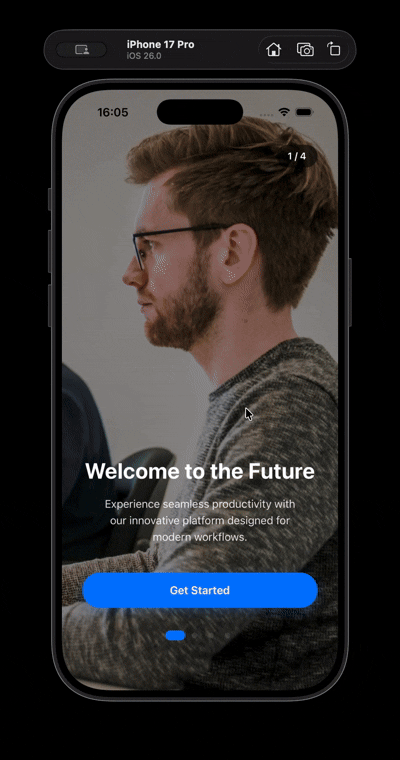 iPhone 17 Pro
iOS 26.0
16:05
1 / 4
Welcome to the Future
Experience seamless productivity with
our innovative platform designed for
modern workflows.
Get Started